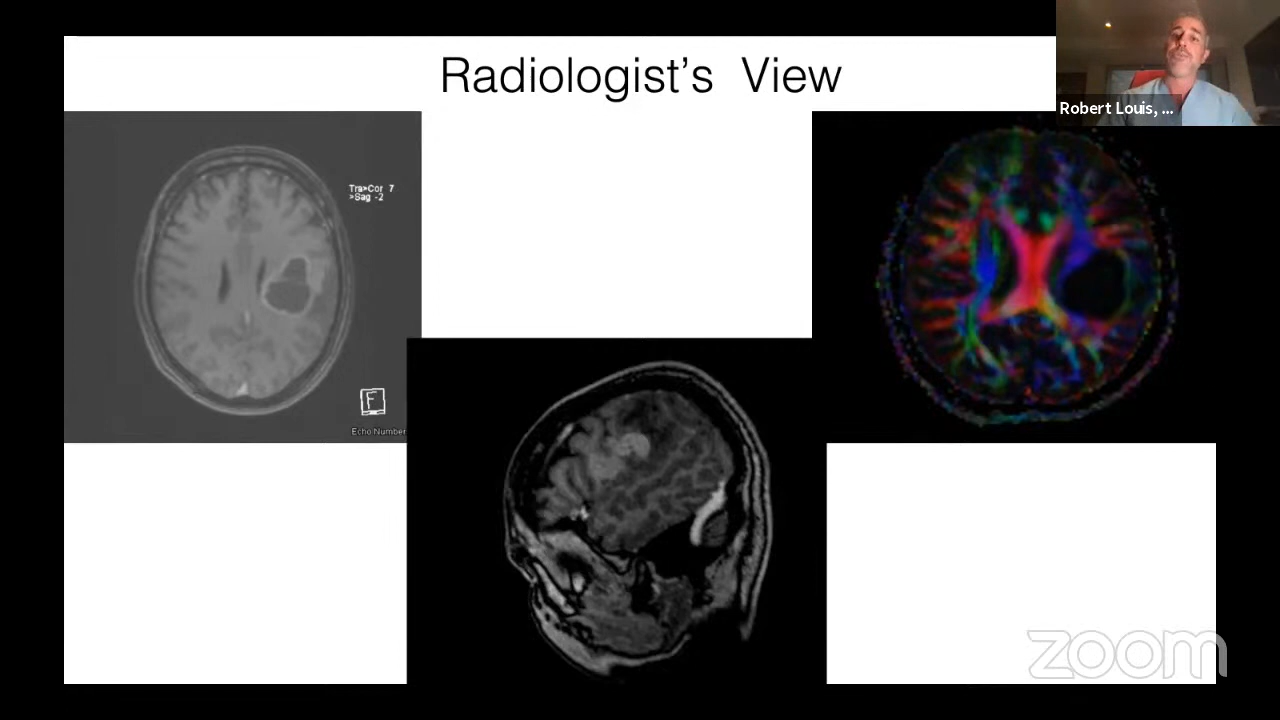 Radiologist's View
Robert Louis, ...
Tra>Cor 7
>Sag -2
F
Echo Number
zoom